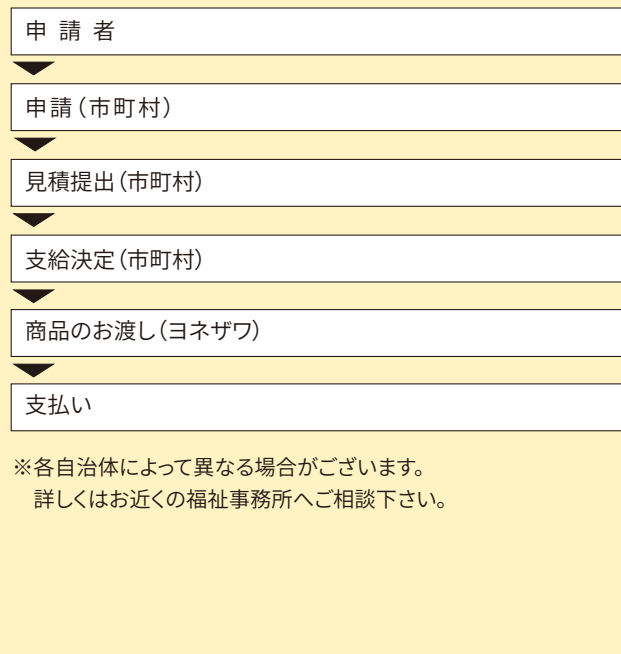 申 請 者
申請（市町村）
見積提出（市町村）
支給決定（市町村）
商品のお渡し（ヨネザワ）
支払い
※各自治体によって異なる場合がございます。
詳しくはお近くの福祉事務所へご相談下さい。